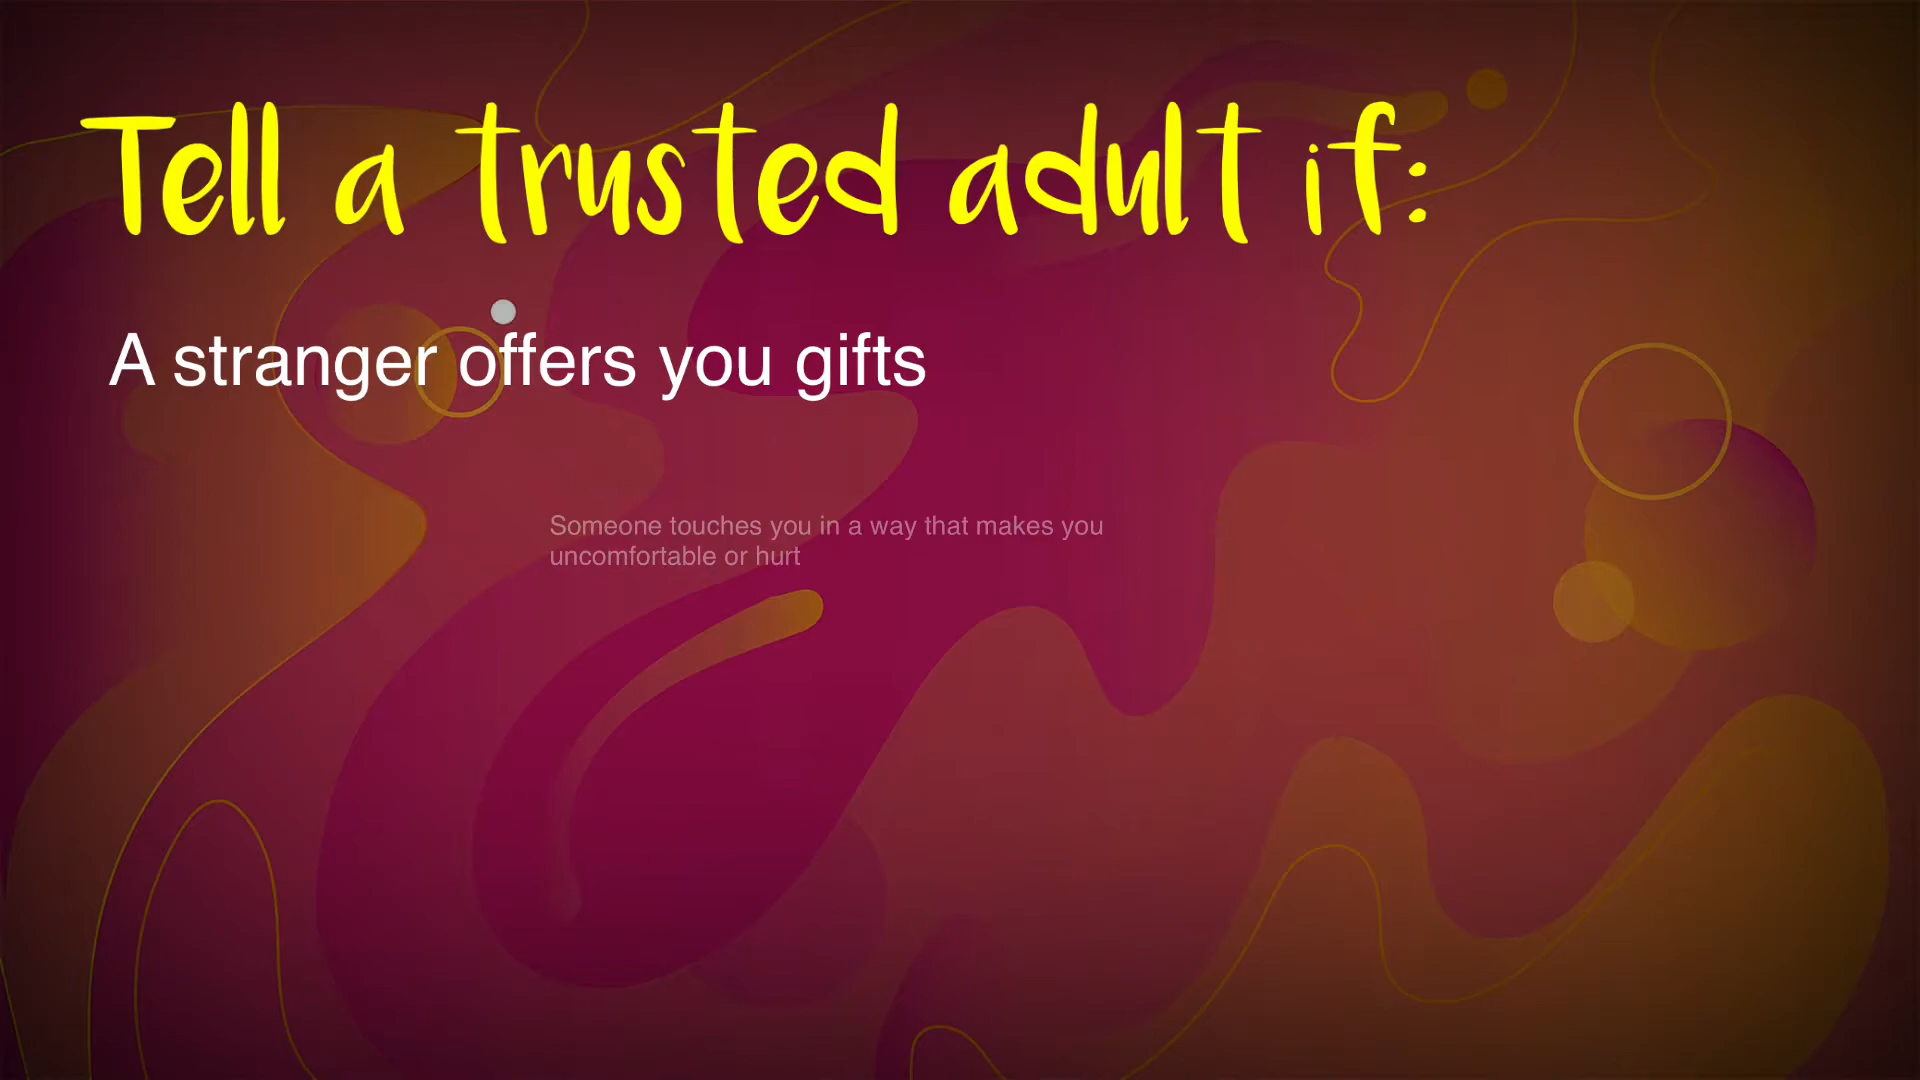 Tell a trusted adult if:
A stranger offers you gifts
Someone touches you in a way that makes you
uncomfortable or hurt